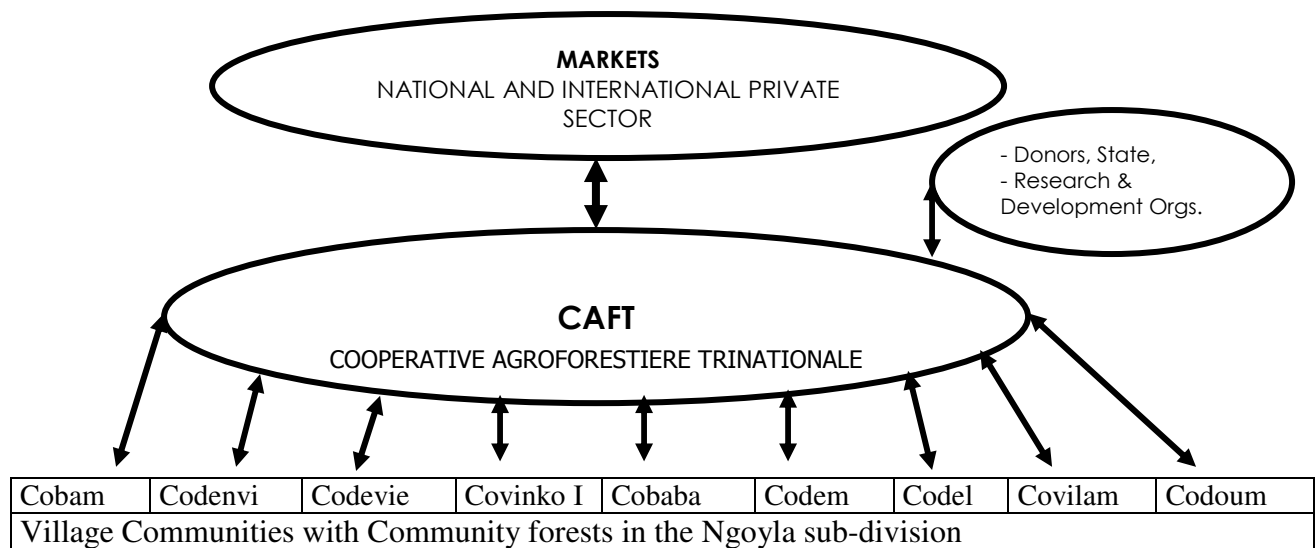 MARKETS
NATIONAL AND INTERNATIONAL PRIVATE
SECTOR
- Donors, State,
- Research &
Development Orgs.
CAFT
COOPERATIVE AGROFORESTIERE TRINATIONALE
Cobam Codenvi Codevie Covinko I Cobaba Codem Codel Covilam Codoum
Village Communities with Community forests in the Ngoyla sub-division